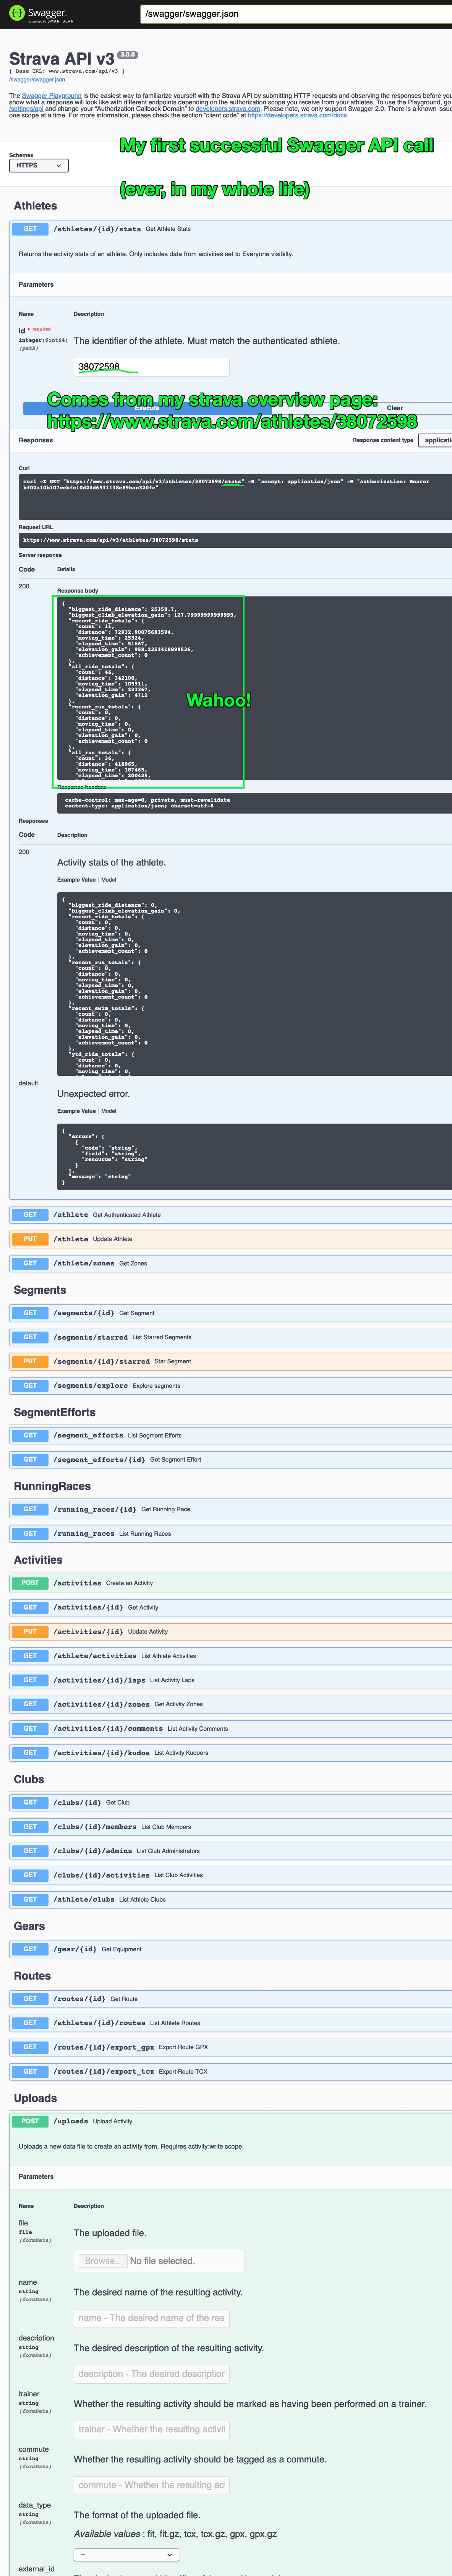 Swagger
Supported by SMARTBEAR
/swagger/swagger.json
Strava API v3 3.0.0
[ Base URL: www.strava.com/api/v3 ]
/swagger/swagger.json
The Swagger Playground is the easiest way to familiarize yourself with the Strava API by submitting HTTP requests and observing the responses before you
show what a response will look like with different endpoints depending on the authorization scope you receive from your athletes. To use the Playground, go
/settings/api and change your "Authorization Callback Domain" to developers.strava.com. Please note, we only support Swagger 2.0. There is a known issue
one scope at a time. For more information, please check the section "client code" at https://developers.strava.com/docs.
My first successful Swagger API call
(ever, in my whole life)
Schemes
HTTPS
Athletes
GET /athletes/{id}/stats Get Athlete Stats
Returns the activity stats of an athlete. Only includes data from activities set to Everyone visibilty.
Parameters
Name Description
id * required
integer($int64)
(path)
The identifier of the athlete. Must match the authenticated athlete.
38072598
Comes from my strava overview page:
https://www.strava.com/athletes/38072598
Execute Clear
Responses Response content type applicatio
Curl
curl -X GET "https://www.strava.com/api/v3/athletes/38072598/stats" -H "accept: application/json" -H "authorization: Bearer
Request URL
https://www.strava.com/api/v3/athletes/38072598/stats
Server response
Code Details
200
Response body
{
"biggest_ride_distance": 25350.7,
"biggest_climb_elevation_gain": 127.79999999999995,
"recent_ride_totals": {
"count": 11,
"distance": 72932.90075683594,
"moving_time": 25324,
"elapsed_time": 51667,
"elevation_gain": 958.2352418899536,
"achievement_count": 0
},
"all_ride_totals": {
"count": 46,
"distance": 342100,
"moving_time": 105911,
"elapsed_time": 233367,
"elevation_gain": 4712
},
"recent_run_totals": {
"count": 0,
"distance": 0,
"moving_time": 0,
"elapsed_time": 0,
"elevation_gain": 0,
"achievement_count": 0
},
"all_run_totals": {
"count": 36,
"distance": 418965,
"moving_time": 187465,
"elapsed_time": 200425,
Wahoo!
Response headers
cache-control: max-age=0, private, must-revalidate
content-type: application/json; charset=utf-8
Responses
Code Description
200
Activity stats of the athlete.
Example Value Model
{
"biggest_ride_distance": 0,
"biggest_climb_elevation_gain": 0,
"recent_ride_totals": {
"count": 0,
"distance": 0,
"moving_time": 0,
"elapsed_time": 0,
"elevation_gain": 0,
"achievement_count": 0
},
"recent_run_totals": {
"count": 0,
"distance": 0,
"moving_time": 0,
"elapsed_time": 0,
"elevation_gain": 0,
"achievement_count": 0
},
"recent_swim_totals": {
"count": 0,
"distance": 0,
"moving_time": 0,
"elapsed_time": 0,
"elevation_gain": 0,
"achievement_count": 0
},
"ytd_ride_totals": {
"count": 0,
"distance": 0,
"moving_time": 0,
default
Unexpected error.
Example Value Model
{
"errors": [
{
"code": "string",
"field": "string",
"resource": "string"
}
],
"message": "string"
}
GET /athlete Get Authenticated Athlete
PUT /athlete Update Athlete
GET /athlete/zones Get Zones
Segments
GET /segments/{id} Get Segment
GET /segments/starred List Starred Segments
PUT /segments/{id}/starred Star Segment
GET /segments/explore Explore segments
SegmentEfforts
GET /segment_efforts List Segment Efforts
GET /segment_efforts/{id} Get Segment Effort
RunningRaces
GET /running_races/{id} Get Running Race
GET /running_races List Running Races
Activities
POST /activities Create an Activity
GET /activities/{id} Get Activity
PUT /activities/{id} Update Activity
GET /athlete/activities List Athlete Activities
GET /activities/{id}/laps List Activity Laps
GET /activities/{id}/zones Get Activity Zones
GET /activities/{id}/comments List Activity Comments
GET /activities/{id}/kudos List Activity Kudoers
Clubs
GET /clubs/{id} Get Club
GET /clubs/{id}/members List Club Members
GET /clubs/{id}/admins List Club Administrators
GET /clubs/{id}/activities List Club Activities
GET /athlete/clubs List Athlete Clubs
Gears
GET /gear/{id} Get Equipment
Routes
GET /routes/{id} Get Route
GET /athletes/{id}/routes List Athlete Routes
GET /routes/{id}/export_gpx Export Route GPX
GET /routes/{id}/export_tcx Export Route TCX
Uploads
POST /uploads Upload Activity
Uploads a new data file to create an activity from. Requires activity:write scope.
Parameters
Name Description
file
file
(formData)
The uploaded file.
Browse... No file selected.
name
string
(formData)
The desired name of the resulting activity.
name - The desired name of the res
description
string
(formData)
The desired description of the resulting activity.
description - The desired description
trainer
string
(formData)
Whether the resulting activity should be marked as having been performed on a trainer.
trainer - Whether the resulting activit
commute
string
(formData)
Whether the resulting activity should be tagged as a commute.
commute - Whether the resulting ac
data_type
string
(formData)
The format of the uploaded file.
Available values : fit, fit.gz, tcx, tcx.gz, gpx, gpx.gz
--
external_id